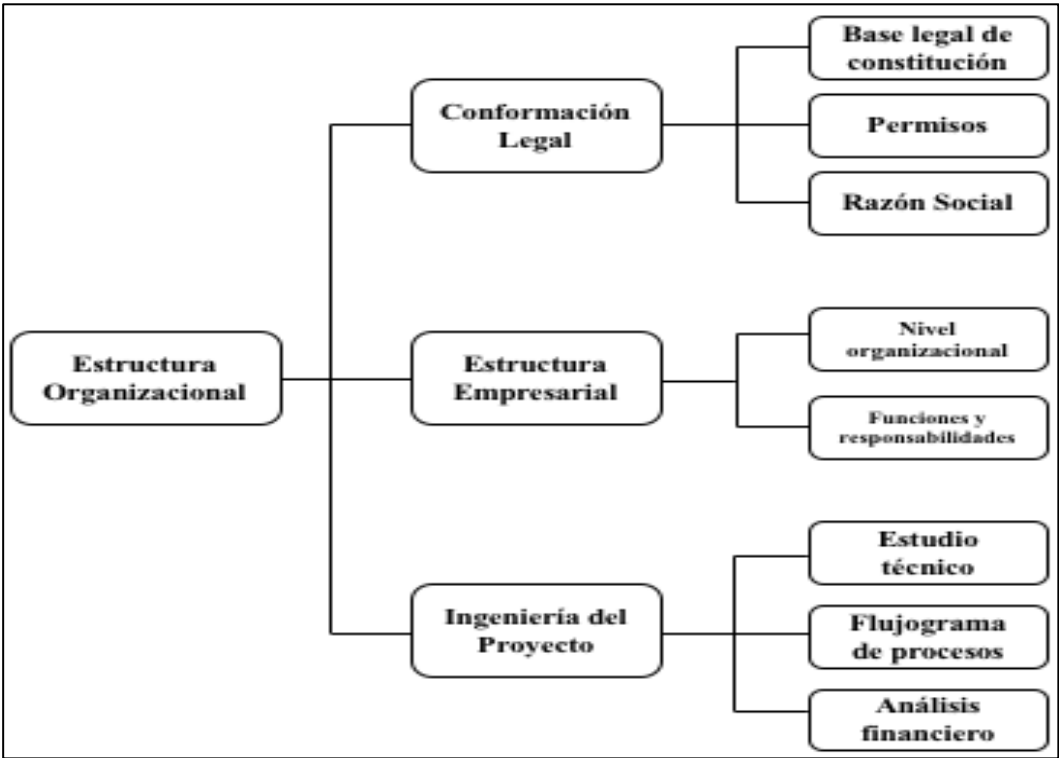 Base legal de
constitución
Conformación
Legal
Permisos
Razón Social
Estructura
Organizacional
Estructura
Empresarial
Nivel
organizacional
Funciones y
responsabilidades
Ingeniería del
Proyecto
Estudio
técnico
Flujograma
de procesos
Análisis
financiero